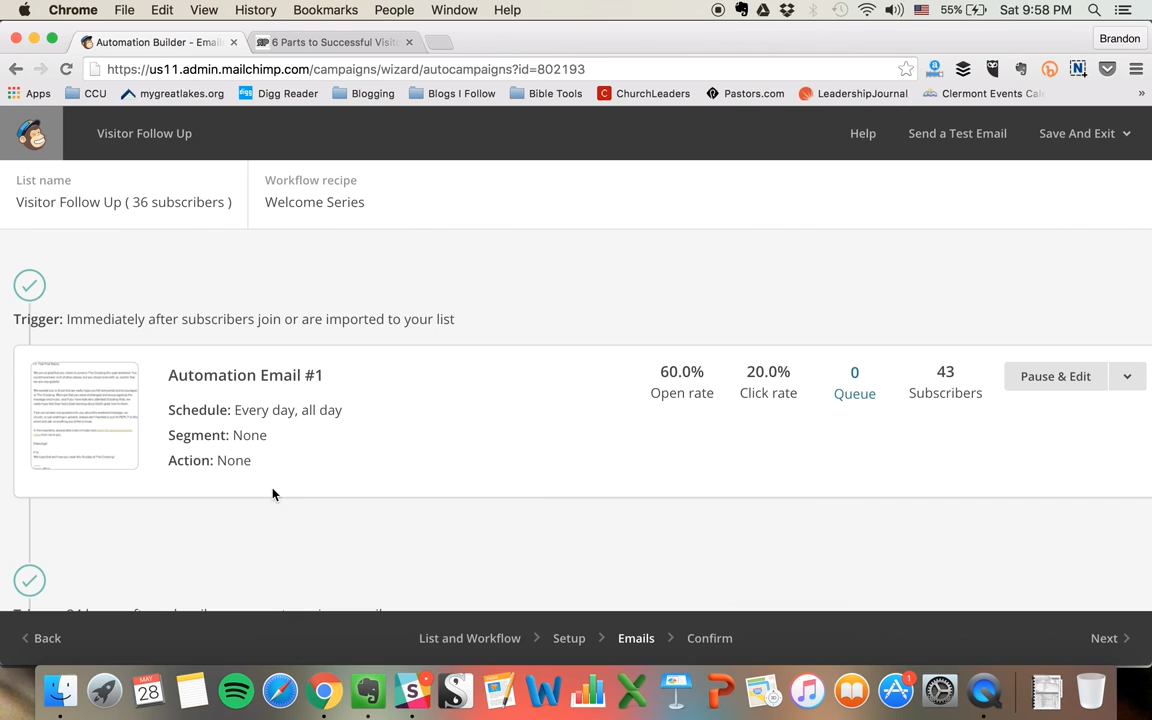 Chrome File Edit View History Bookmarks People Window Help 55% Sat 9:58 PM
Automation Builder - Email
6 Parts to Successful Visito
Brandon
https://us11.admin.mailchimp.com/campaigns/wizard/autocampaigns?id=802193
Apps CCU mygreatlakes.org digg Digg Reader Blogging Blogs I Follow Bible Tools C ChurchLeaders Pastors.com LeadershipJournal Clermont Events Cal »
Visitor Follow Up Help Send a Test Email Save And Exit
List name
Visitor Follow Up ( 36 subscribers )
Workflow recipe
Welcome Series
Trigger: Immediately after subscribers join or are imported to your list
Automation Email #1
Schedule: Every day, all day
Segment: None
Action: None
60.0%
Open rate
20.0%
Click rate
0
Queue
43
Subscribers
Pause & Edit
Back List and Workflow Setup Emails Confirm Next
MAY
28
1